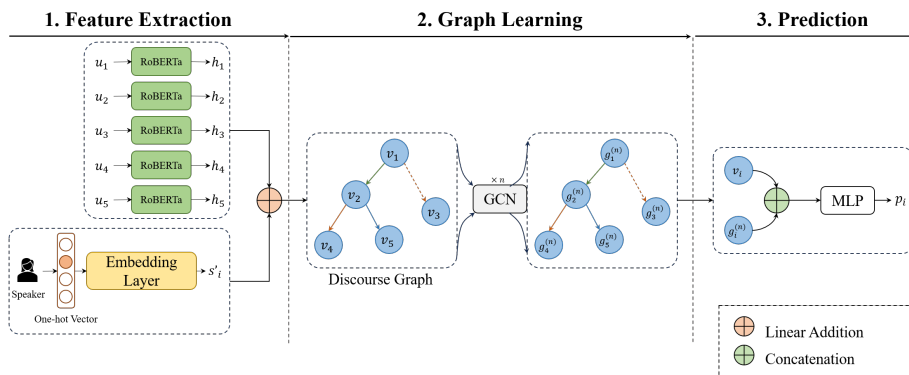 1. Feature Extraction
2. Graph Learning
3. Prediction
u₁ RoBERTa h₁
u₂ RoBERTa h₂
u₃ RoBERTa h₃
u₄ RoBERTa h₄
u₅ RoBERTa h₅
Speaker
One-hot Vector
Embedding
Layer
s'ᵢ
v₁
v₂
v₃
v₄
v₅
Discourse Graph
× n
GCN
g₁⁽ⁿ⁾
g₂⁽ⁿ⁾
g₃⁽ⁿ⁾
g₄⁽ⁿ⁾
g₅⁽ⁿ⁾
vᵢ
gᵢ⁽ⁿ⁾
MLP
pᵢ
Linear Addition
Concatenation